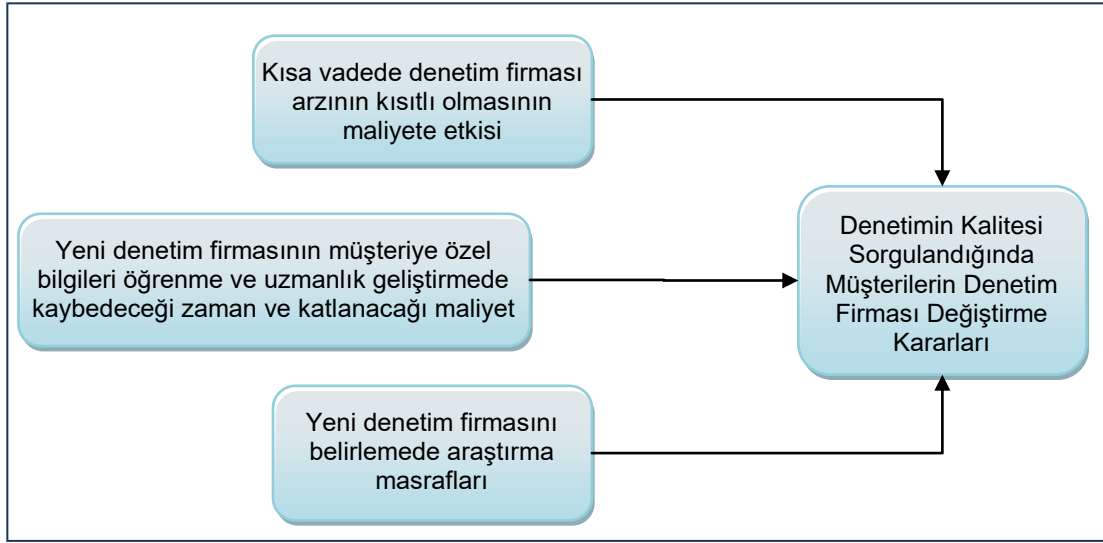 Kısa vadede denetim firması
arzının kısıtlı olmasının
maliyete etkisi
Yeni denetim firmasının müşteriye özel
bilgileri öğrenme ve uzmanlık geliştirmede
kaybedeceği zaman ve katlanacağı maliyet
Yeni denetim firmasını
belirlemede araştırma
masrafları
Denetimin Kalitesi
Sorgulandığında
Müşterilerin Denetim
Firması Değiştirme
Kararları